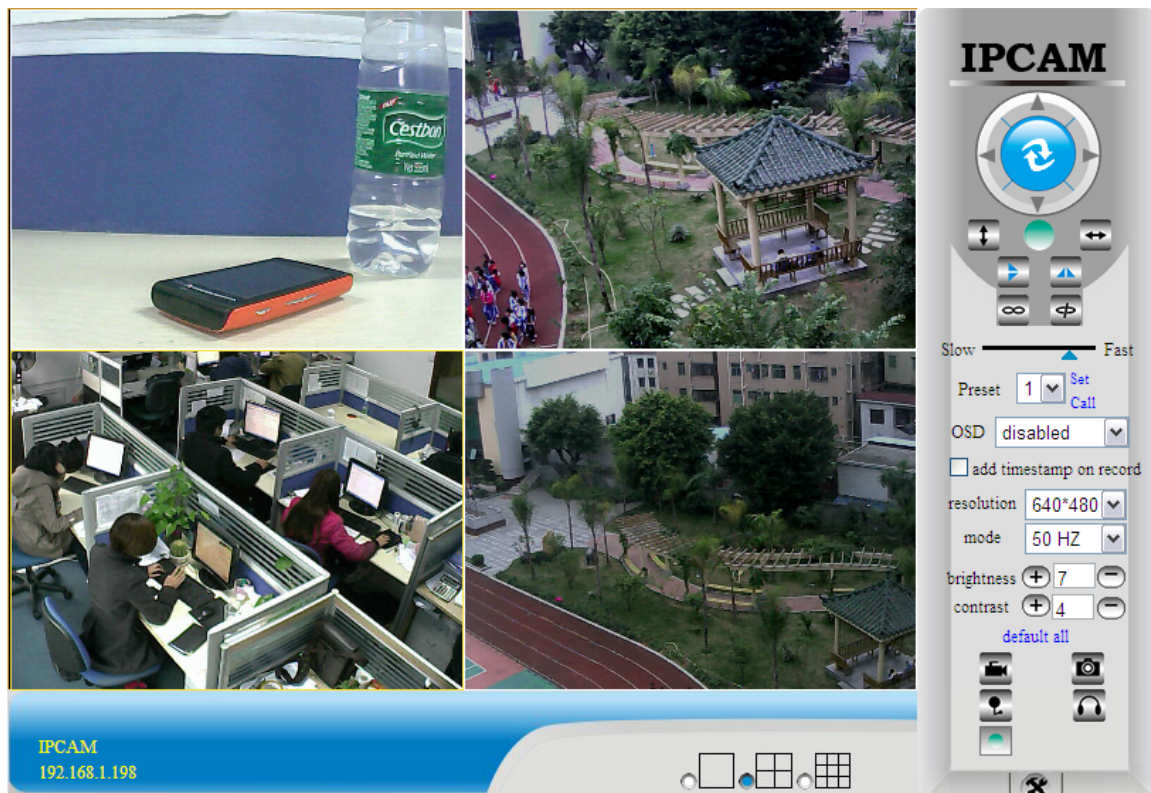 Cestbon
IPCAM
Slow Fast
Preset 1 Set
Call
OSD disabled
add timestamp on record
resolution 640*480
mode 50 HZ
brightness 7
contrast 4
default all
IPCAM
192.168.1.198